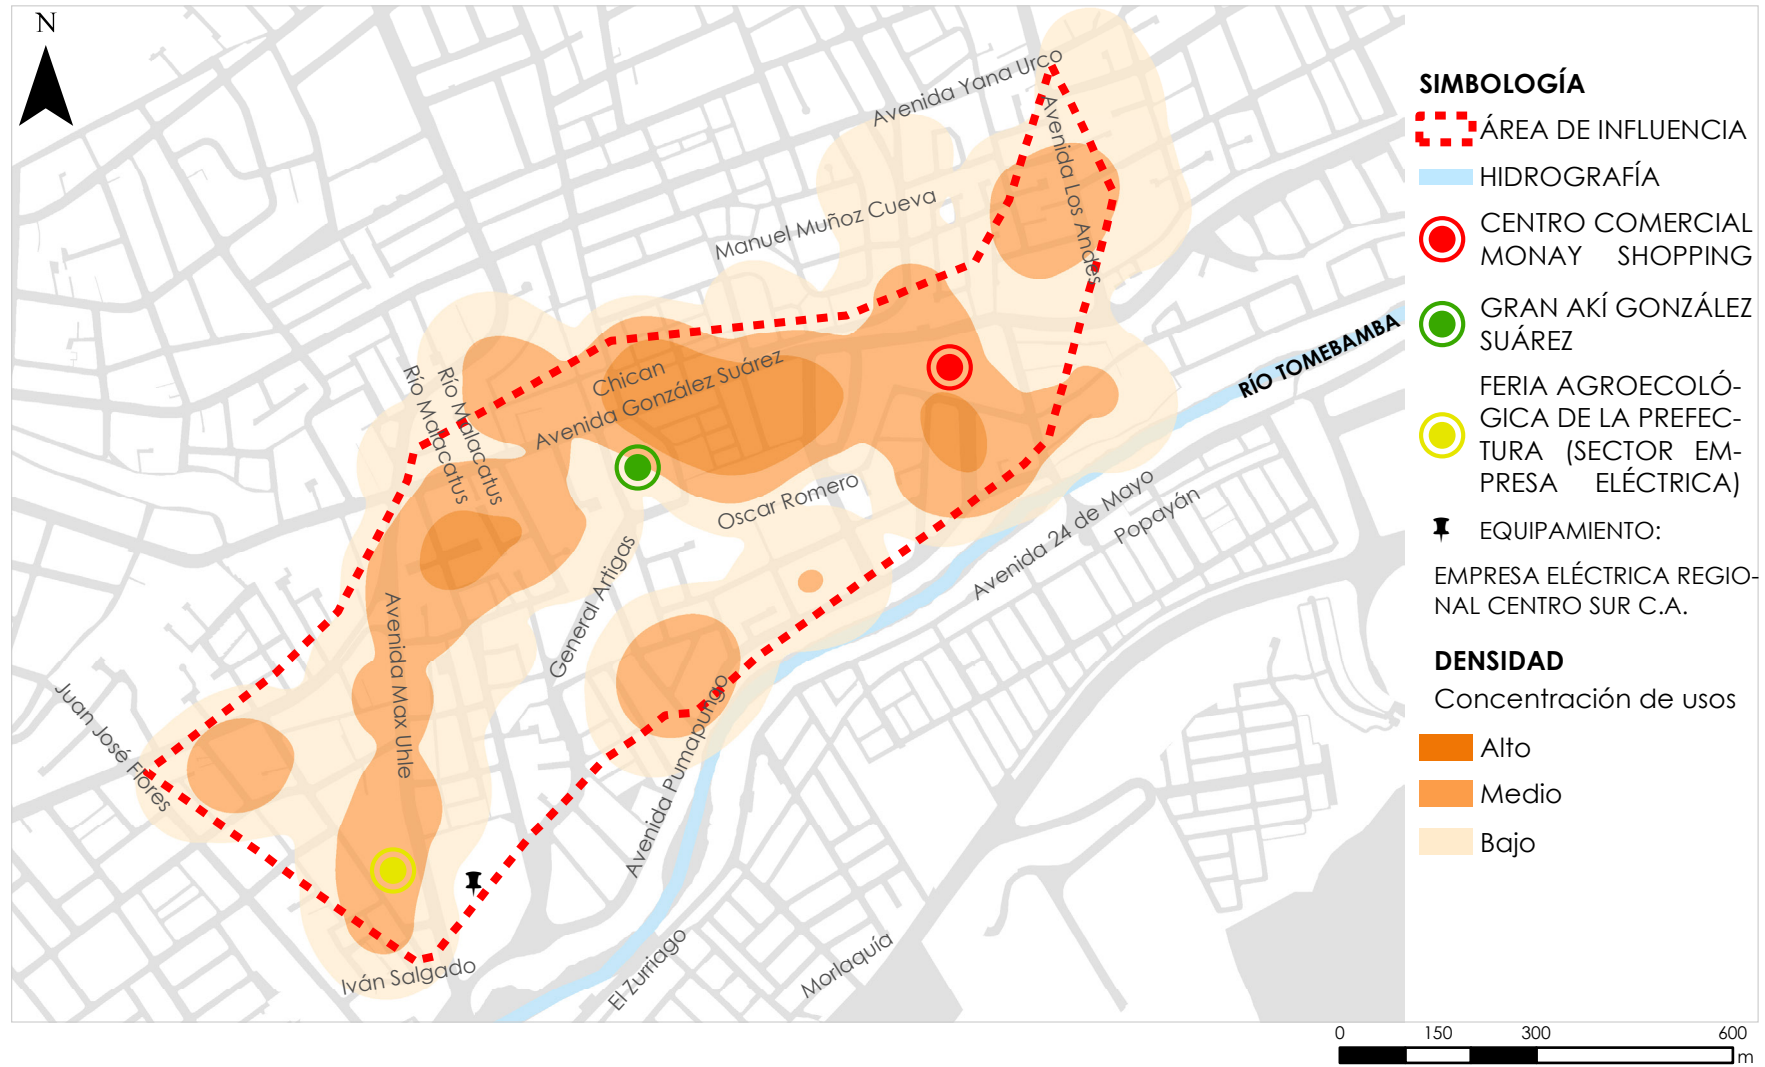 N
Avenida Yana Urco
Avenida Los Andes
Manuel Muñoz Cueva
Río Malacatus
Río Malacatus
Chican
Avenida González Suárez
Oscar Romero
RÍO TOMEBAMBA
Avenida 24 de Mayo
Popayán
General Artigas
Avenida Max Uhle
Juan José Flores
Avenida Pumapungo
Iván Salgado
El Zurriago
Morlaquía
SIMBOLOGÍA
ÁREA DE INFLUENCIA
HIDROGRAFÍA
CENTRO COMERCIAL
MONAY SHOPPING
GRAN AKÍ GONZÁLEZ
SUÁREZ
FERIA AGROECOLÓ-
GICA DE LA PREFEC-
TURA (SECTOR EM-
PRESA ELÉCTRICA)
EQUIPAMIENTO:
EMPRESA ELÉCTRICA REGIO-
NAL CENTRO SUR C.A.
DENSIDAD
Concentración de usos
Alto
Medio
Bajo
0 150 300 600
m